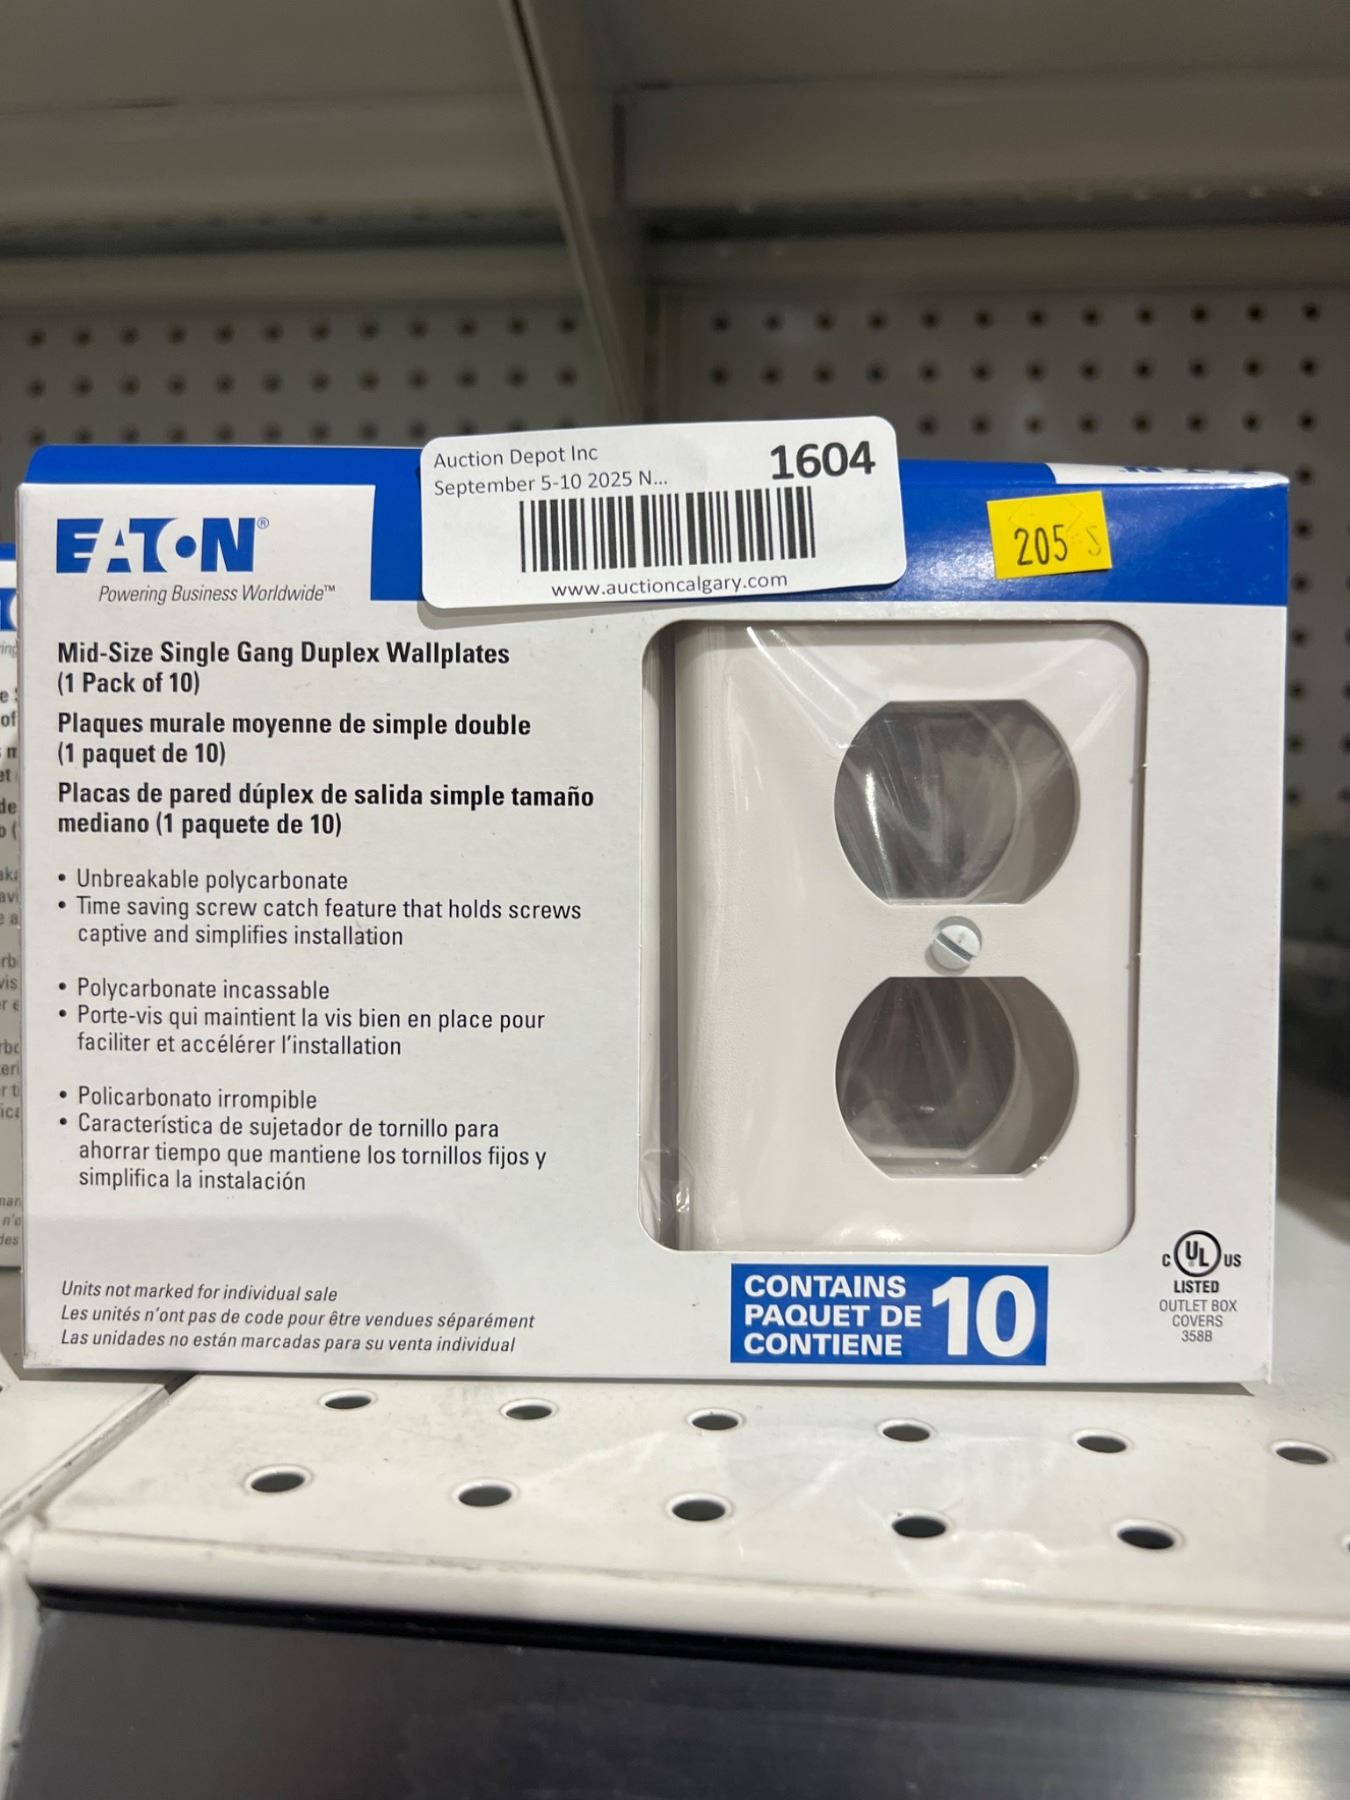 Auction Depot Inc
September 5-10 2025 N...
1604
www.auctioncalgary.com
205 S
EATON®
Powering Business Worldwide™
Mid-Size Single Gang Duplex Wallplates
(1 Pack of 10)
Plaques murale moyenne de simple double
(1 paquet de 10)
Placas de pared dúplex de salida simple tamaño
mediano (1 paquete de 10)
• Unbreakable polycarbonate
• Time saving screw catch feature that holds screws
captive and simplifies installation
• Polycarbonate incassable
• Porte-vis qui maintient la vis bien en place pour
faciliter et accélérer l'installation
• Policarbonato irrompible
• Característica de sujetador de tornillo para
ahorrar tiempo que mantiene los tornillos fijos y
simplifica la instalación
Units not marked for individual sale
Les unités n'ont pas de code pour être vendues séparément
Las unidades no están marcadas para su venta individual
CONTAINS
PAQUET DE
CONTIENE
10
C UL US
LISTED
OUTLET BOX
COVERS
358B